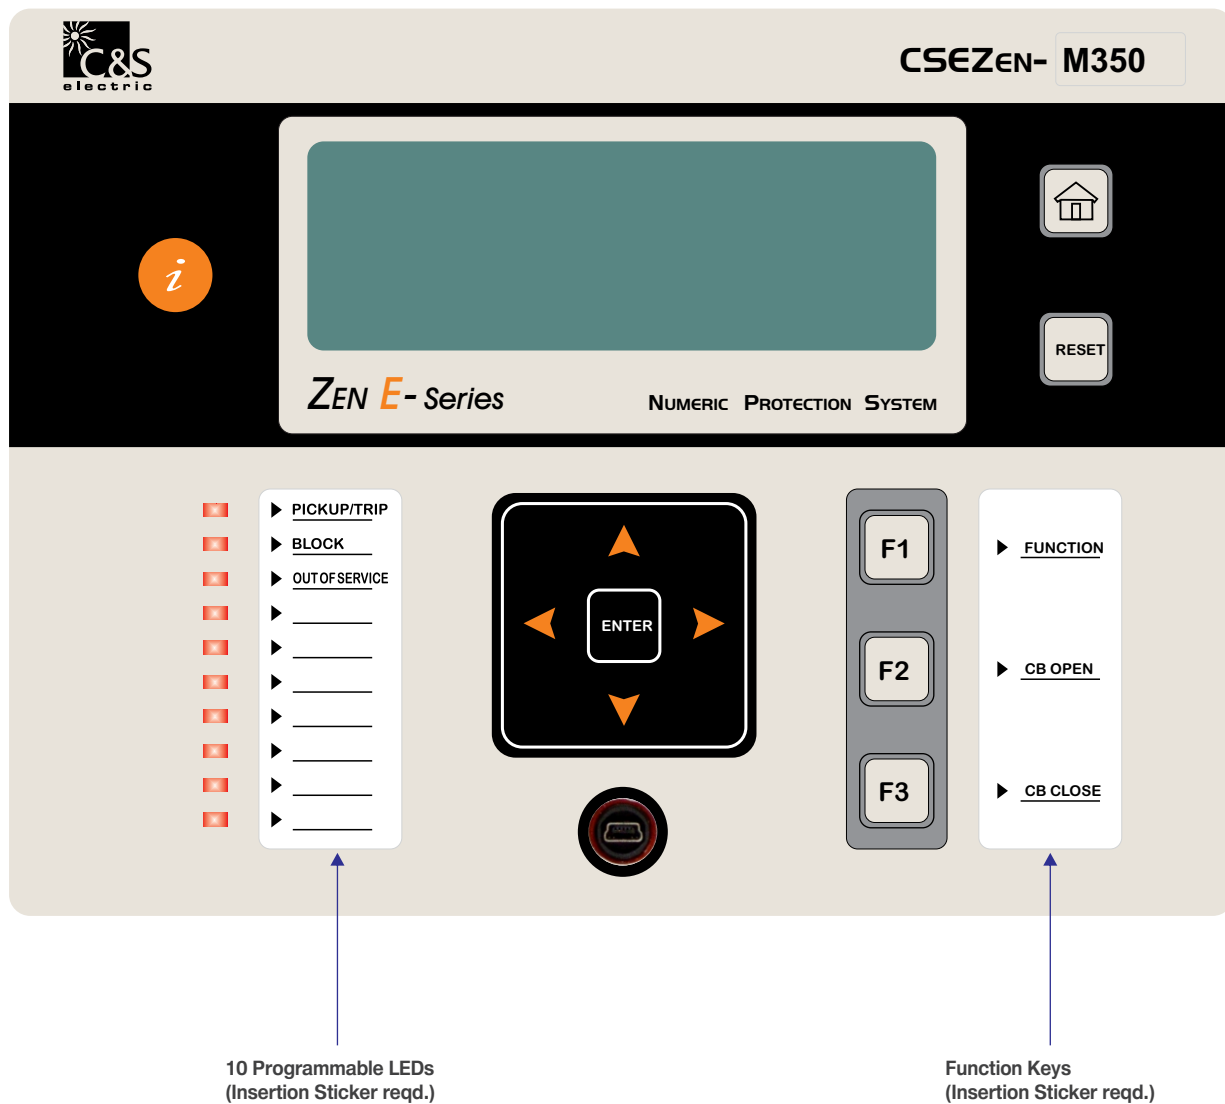 C&S
electric
CSEZEN- M350
i
RESET
ZEN E- Series
NUMERIC PROTECTION SYSTEM
PICKUP/TRIP
BLOCK
OUT OF SERVICE
ENTER
F1
F2
F3
FUNCTION
CB OPEN
CB CLOSE
10 Programmable LEDs
(Insertion Sticker reqd.)
Function Keys
(Insertion Sticker reqd.)